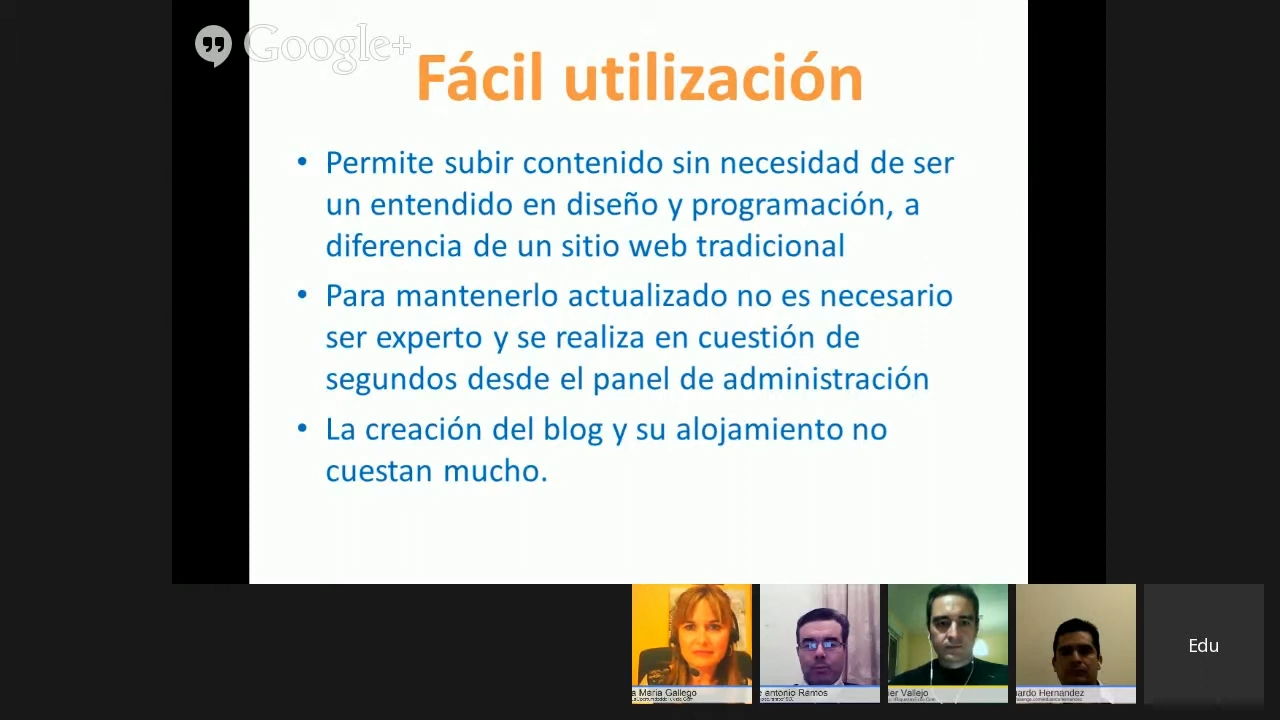 Google+
Fácil utilización
• Permite subir contenido sin necesidad de ser
un entendido en diseño y programación, a
diferencia de un sitio web tradicional
• Para mantenerlo actualizado no es necesario
ser experto y se realiza en cuestión de
segundos desde el panel de administración
• La creación del blog y su alojamiento no
cuestan mucho.
a Maria Gallego
e antonio Ramos
ier Vallejo
uardo Hernandez
Edu